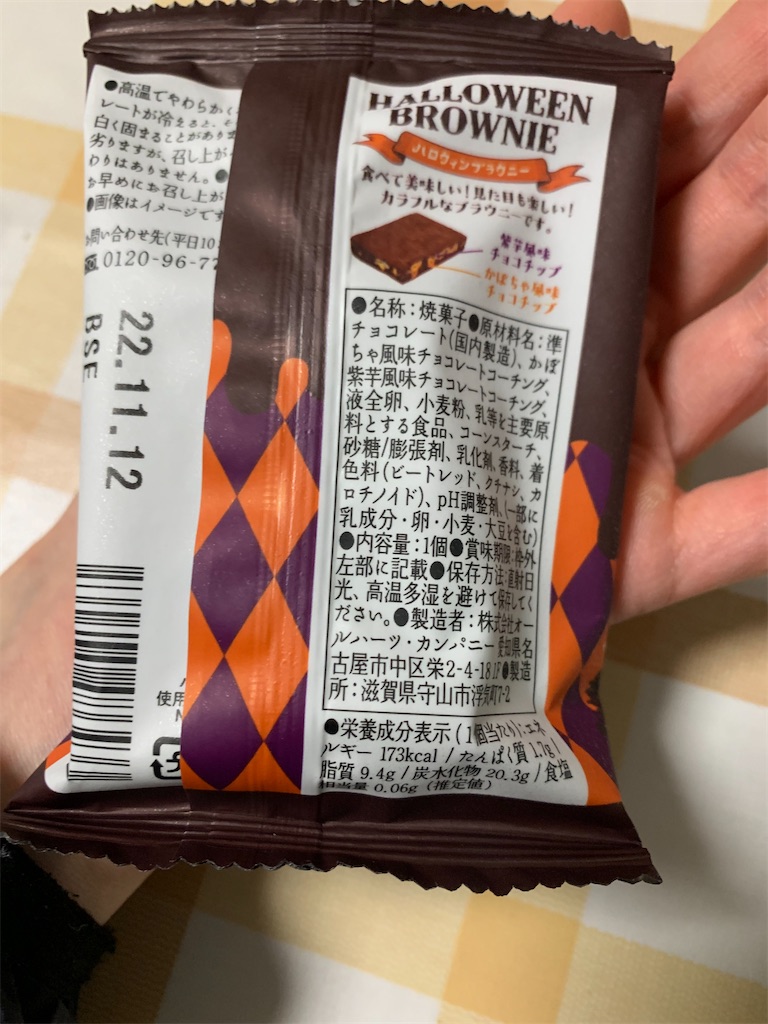 ●高温でやわらかく
レートが冷えると、そ
白く固まることがありま
劣りますが、召し上が
わりはありません。●
お早めにお召し上が
●画像はイメージです
お問い合わせ先(平日10:
0120-96-77
22.11.12
BSE
使用
HALLOWEEN
BROWNIE
ハロウィンブラウニー
食べて美味しい!見た目も楽しい!
カラフルなブラウニーです。
紫芋風味
チョコチップ
かぼちゃ風味
チョコチップ
●名称:焼菓子●原材料名:準
チョコレート(国内製造)、かぼ
ちゃ風味チョコレートコーチング、
紫芋風味チョコレートコーチング、
液全卵、小麦粉、乳等を主要原
料とする食品、コーンスターチ、
砂糖/膨張剤、乳化剤、香料、着
色料(ビートレッド、クチナシ、カ
ロチノイド)、pH調整剤、(一部に
乳成分・卵・小麦・大豆を含む)
●内容量:1個●賞味期限:枠外
左部に記載●保存方法:直射日
光、高温多湿を避けて保存してく
ださい。●製造者:株式会社オー
ルハーツ・カンパニー 愛知県名
古屋市中区栄2-4-18 1F●製造
所:滋賀県守山市浮気町7-2
●栄養成分表示(1個当たり):エネ
ルギー 173kcal/たんぱく質 1.7g/
脂質 9.4g/炭水化物 20.3g/食塩
相当量 0.06g(推定値)